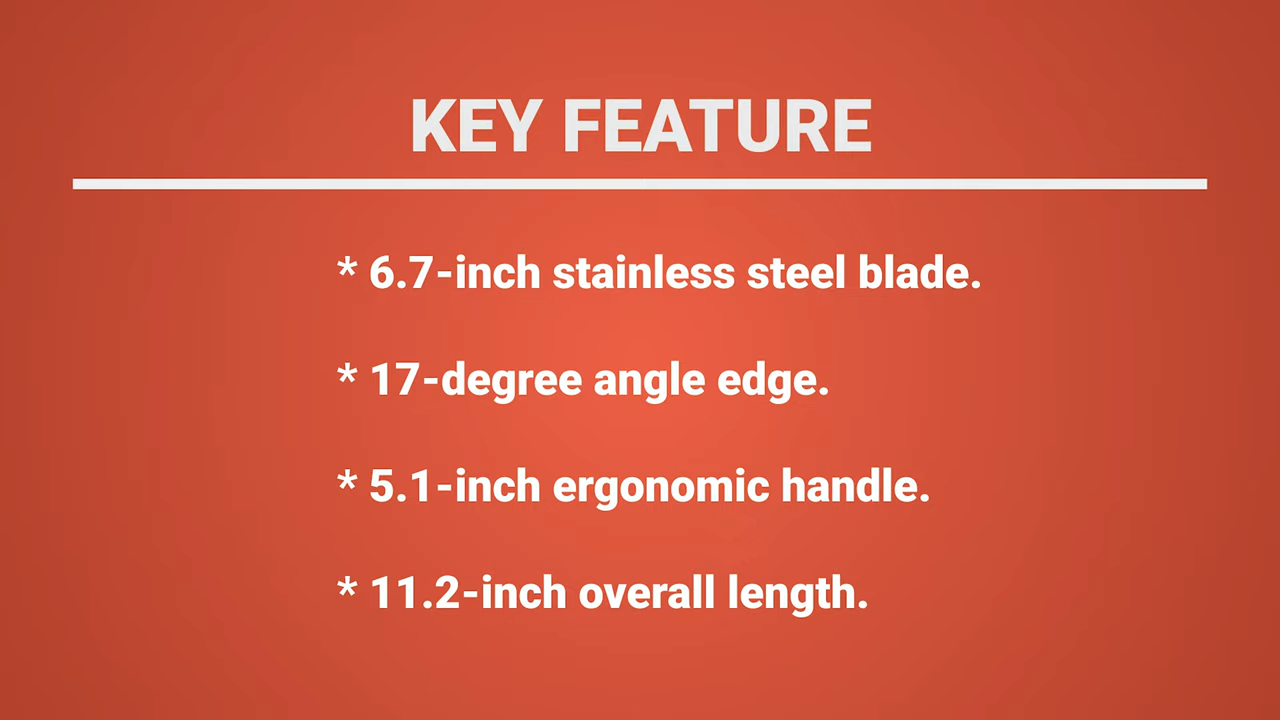 KEY FEATURE
* 6.7-inch stainless steel blade.
* 17-degree angle edge.
* 5.1-inch ergonomic handle.
* 11.2-inch overall length.